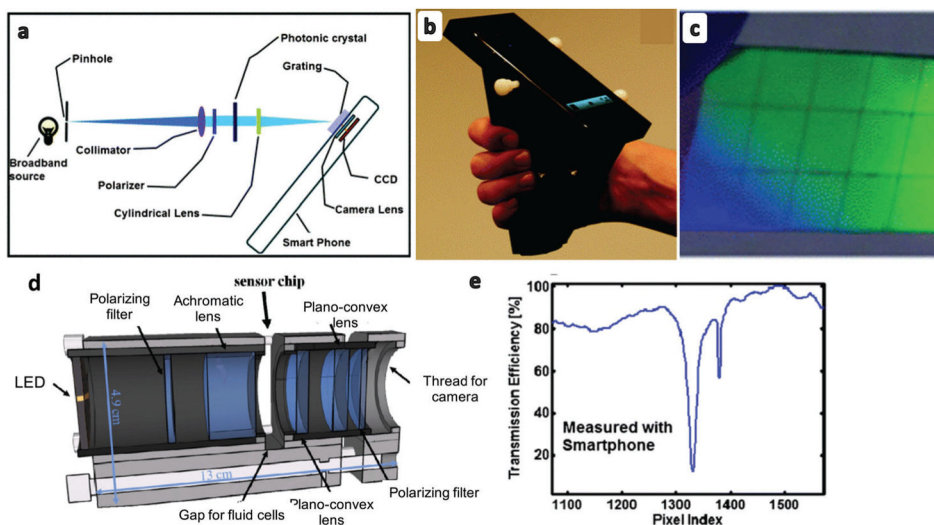 a
Pinhole
Photonic crystal
Grating
Broadband
source
Collimator
Polarizer
Cylindrical Lens
CCD
Camera Lens
Smart Phone
b
c
d
sensor chip
Polarizing
filter
Achromatic
lens
Plano-convex
lens
LED
4.9 cm
Thread for
camera
13 cm
Gap for fluid cells
Plano-convex
lens
Polarizing filter
e
Transmission Efficiency [%]
100
80
60
40
20
Measured with
Smartphone
1100
1200
1300
1400
1500
Pixel Index